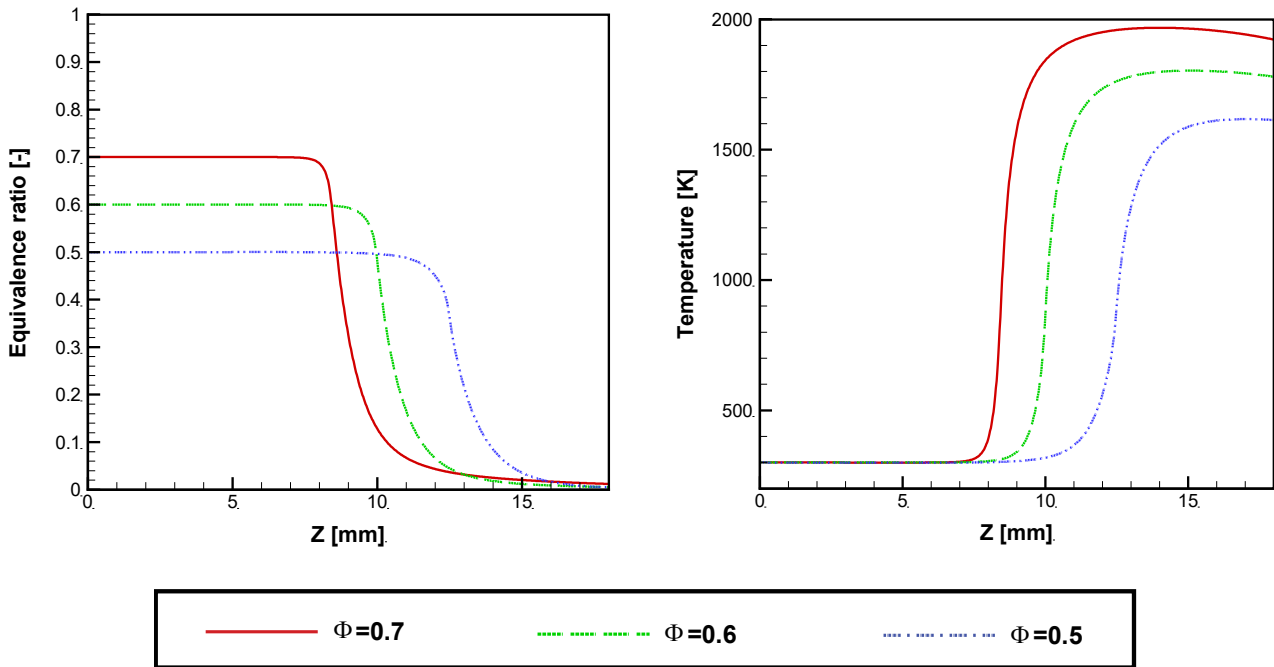 Equivalence ratio [-]
1
0.9
0.8
0.7
0.6
0.5
0.4
0.3
0.2
0.1
0.
0. 5. 10. 15.
Z [mm].
Temperature [K]
2000
1500
1000
500.
0. 5. 10. 15.
Z [mm].
Φ=0.7 Φ=0.6 Φ=0.5